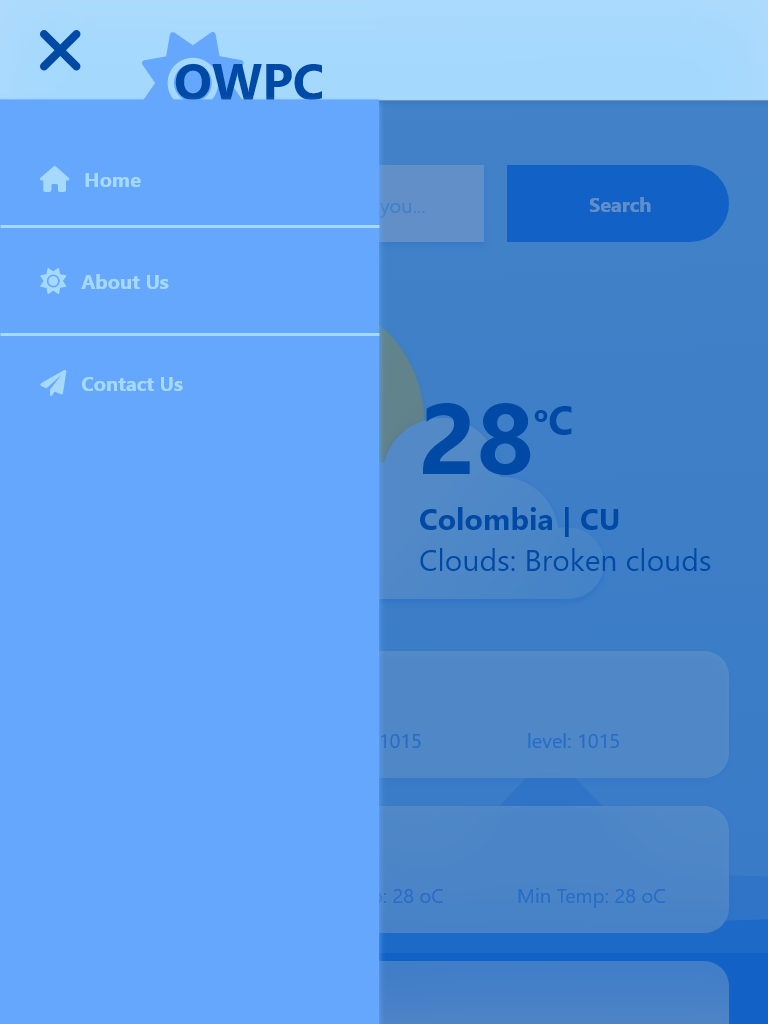 OWPC
Home
you...
Search
About Us
Contact Us
28ºC
Colombia | CU
Clouds: Broken clouds
1015
level: 1015
: 28 oC
Min Temp: 28 oC